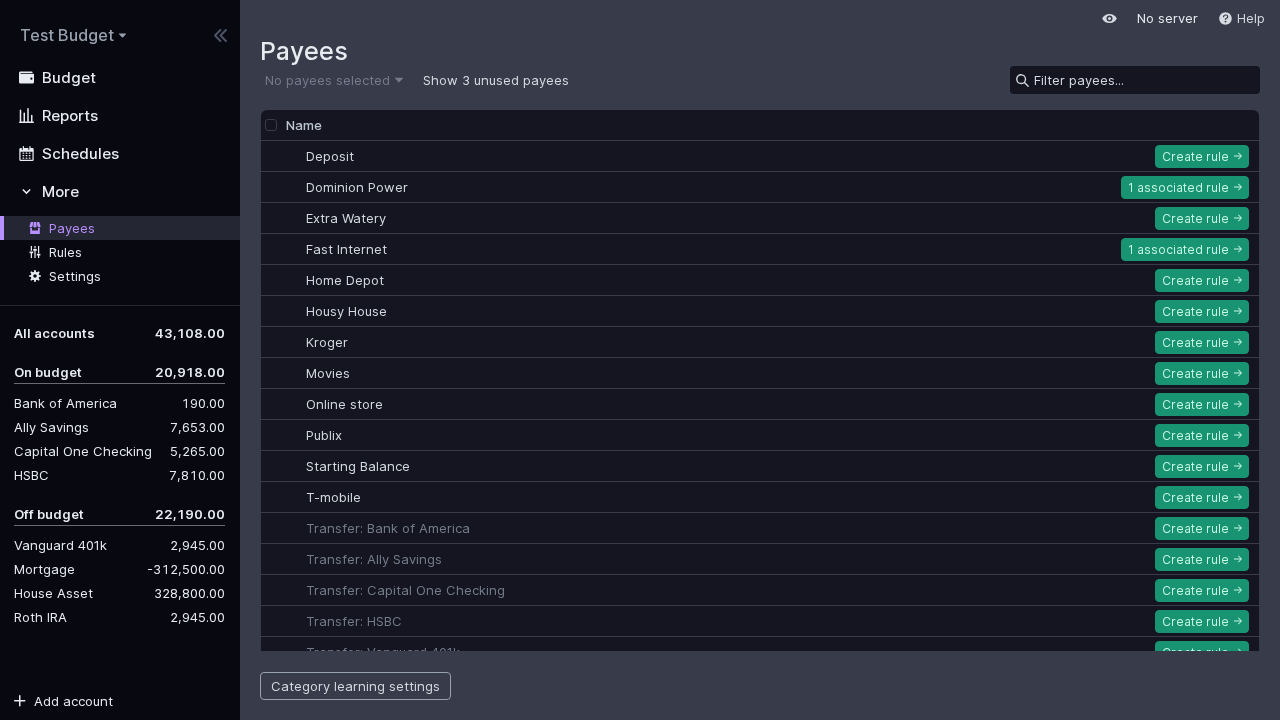 Test Budget
Budget
Reports
Schedules
More
Payees
Rules
Settings
All accounts 43,108.00
On budget 20,918.00
Bank of America 190.00
Ally Savings 7,653.00
Capital One Checking 5,265.00
HSBC 7,810.00
Off budget 22,190.00
Vanguard 401k 2,945.00
Mortgage -312,500.00
House Asset 328,800.00
Roth IRA 2,945.00
Add account
No server Help
Payees
No payees selected Show 3 unused payees Filter payees...
Name
Deposit Create rule
Dominion Power 1 associated rule
Extra Watery Create rule
Fast Internet 1 associated rule
Home Depot Create rule
Housy House Create rule
Kroger Create rule
Movies Create rule
Online store Create rule
Publix Create rule
Starting Balance Create rule
T-mobile Create rule
Transfer: Bank of America Create rule
Transfer: Ally Savings Create rule
Transfer: Capital One Checking Create rule
Transfer: HSBC Create rule
Transfer: Vanguard 401k Create rule
Category learning settings